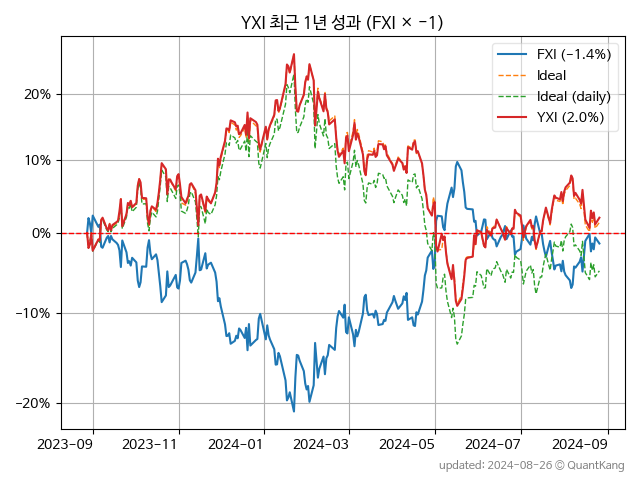 YXI 최근 1년 성과 (FXI × −1)
FXI (−1.4%)
Ideal
Ideal (daily)
YXI (2.0%)
20%
10%
0%
−10%
−20%
2023-09 2023-11 2024-01 2024-03 2024-05 2024-07 2024-09
updated: 2024-08-26 © QuantKang